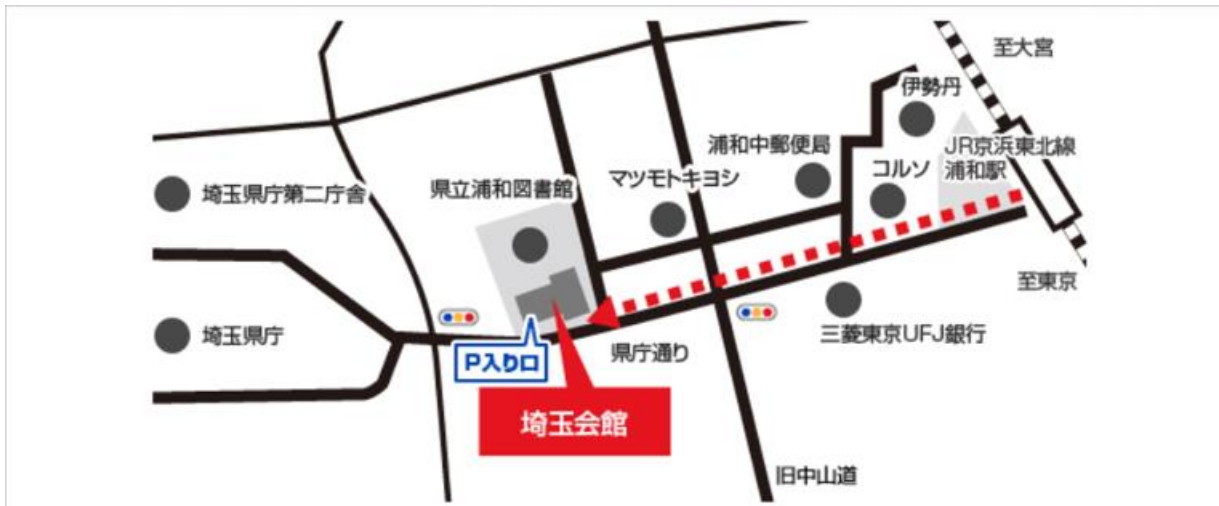 至大宮
伊勢丹
JR京浜東北線
浦和駅
浦和中郵便局
コルソ
マツモトキヨシ
県立浦和図書館
埼玉県庁第二庁舎
至東京
埼玉県庁
三菱東京UFJ銀行
県庁通り
P入り口
埼玉会館
旧中山道